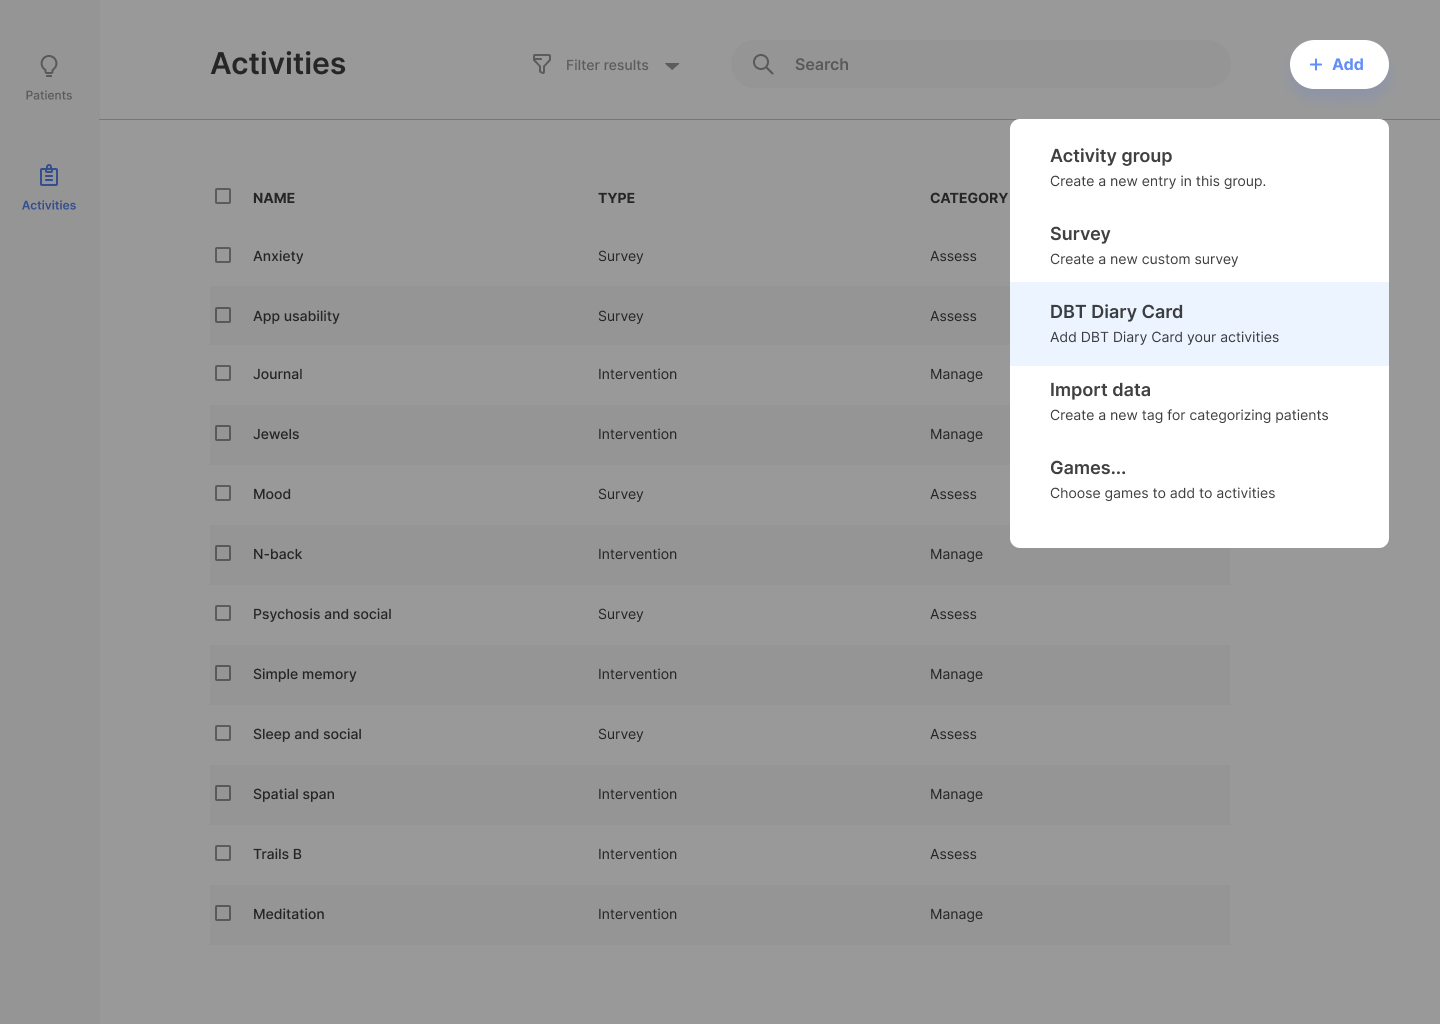 Patients
Activities
Activities
Filter results
Search
+ Add
Activity group
Create a new entry in this group.
Survey
Create a new custom survey
DBT Diary Card
Add DBT Diary Card your activities
Import data
Create a new tag for categorizing patients
Games...
Choose games to add to activities
NAME TYPE CATEGORY
Anxiety Survey Assess
App usability Survey Assess
Journal Intervention Manage
Jewels Intervention Manage
Mood Survey Assess
N-back Intervention Manage
Psychosis and social Survey Assess
Simple memory Intervention Manage
Sleep and social Survey Assess
Spatial span Intervention Manage
Trails B Intervention Assess
Meditation Intervention Manage